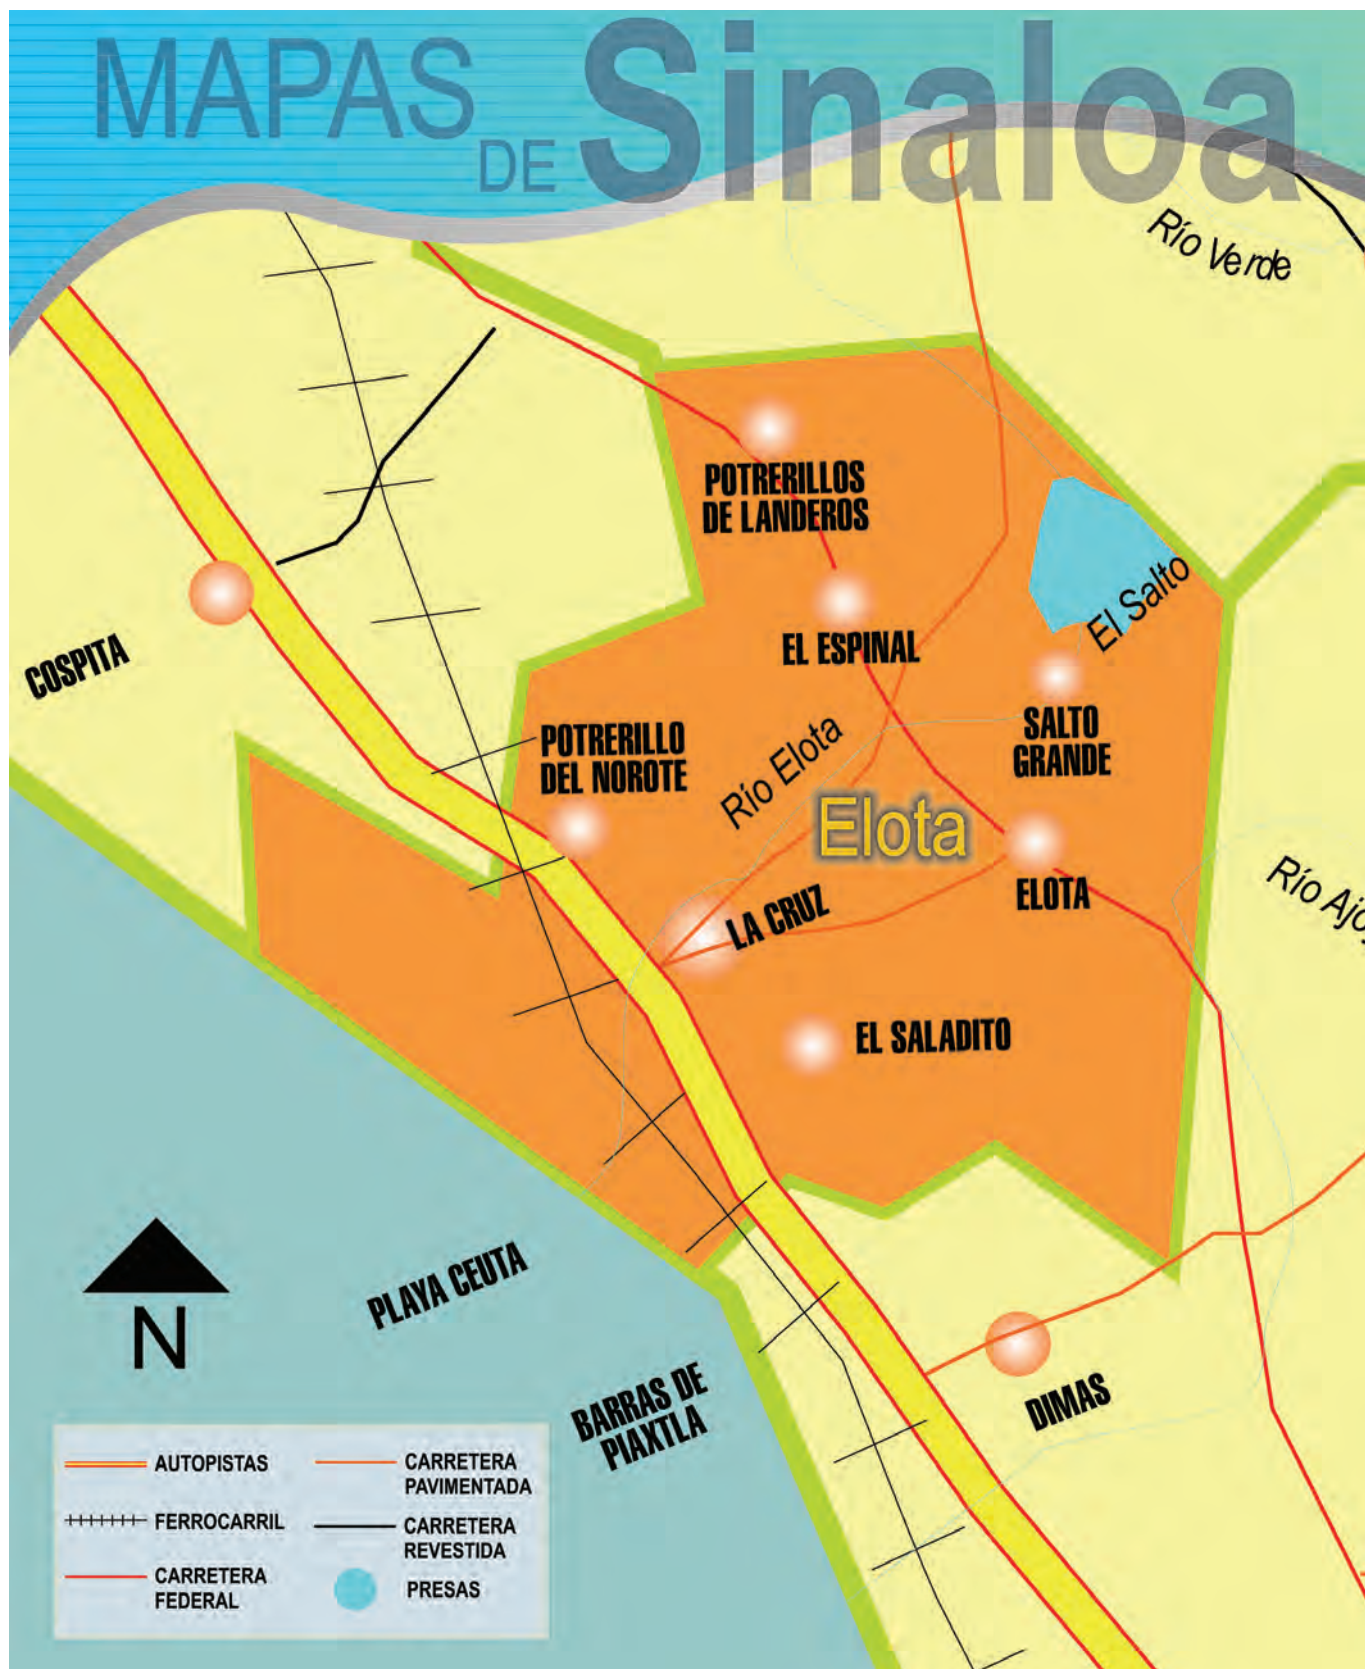 MAPAS
DE Sinaloa
Río Verde
POTRERILLOS
DE LANDEROS
El Salto
EL ESPINAL
COSPITA
SALTO
GRANDE
POTRERILLO
DEL NOROTE
Río Elota
Elota
ELOTA
LA CRUZ
EL SALADITO
PLAYA CEUTA
N
BARRAS DE
PIAXTLA
DIMAS
AUTOPISTAS
FERROCARRIL
CARRETERA
FEDERAL
CARRETERA
PAVIMENTADA
CARRETERA
REVESTIDA
PRESAS
Río